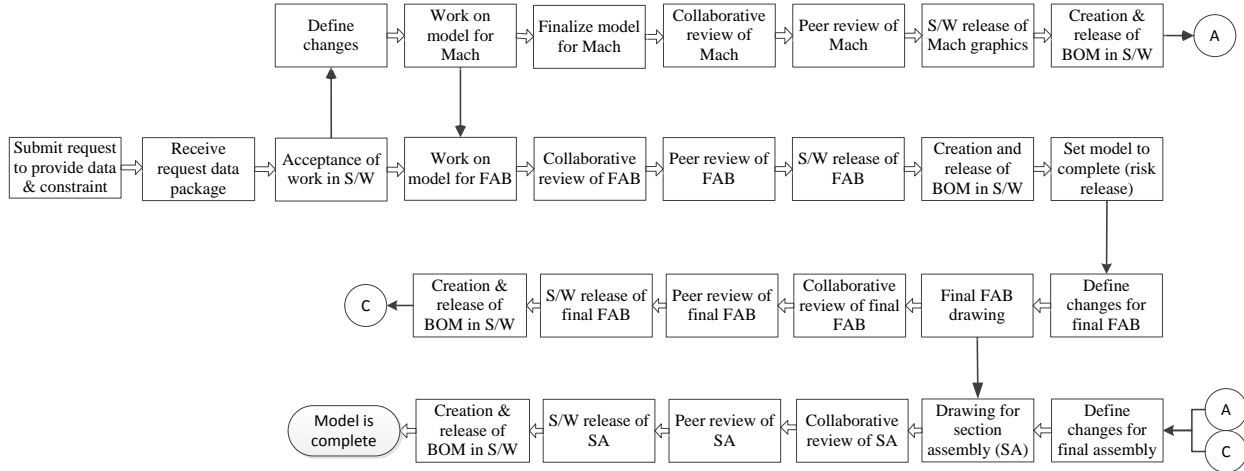 Define
changes
Work on
model for
Mach
Finalize model
for Mach
Collaborative
review of
Mach
Peer review
of Mach
S/W release of
Mach graphics
Creation &
release of
BOM in S/W
A
Submit request
to provide data
& constraint
Receive
request data
package
Acceptance of
work in S/W
Work on
model for FAB
Collaborative
review of FAB
Peer review of
FAB
S/W release of
FAB
Creation and
release of
BOM in S/W
Set model to
complete (risk
release)
C
Creation &
release of
BOM in S/W
S/W release of
final FAB
Peer review of
final FAB
Collaborative
review of final
FAB
Final FAB
drawing
Define
changes for
final FAB
Model is
complete
Creation &
release of
BOM in S/W
S/W release of
SA
Peer review of
SA
Collaborative
review of SA
Drawing for
section
assembly (SA)
Define
changes for
final assembly
A
C